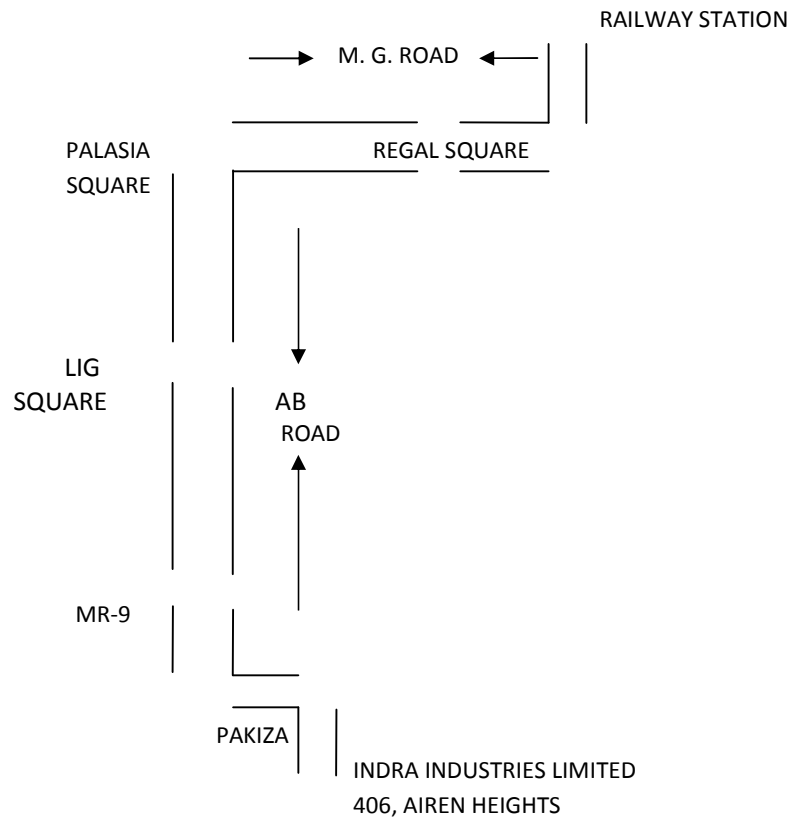 RAILWAY STATION
M. G. ROAD
PALASIA
SQUARE
REGAL SQUARE
LIG
SQUARE
AB
ROAD
MR-9
PAKIZA
INDRA INDUSTRIES LIMITED
406, AIREN HEIGHTS